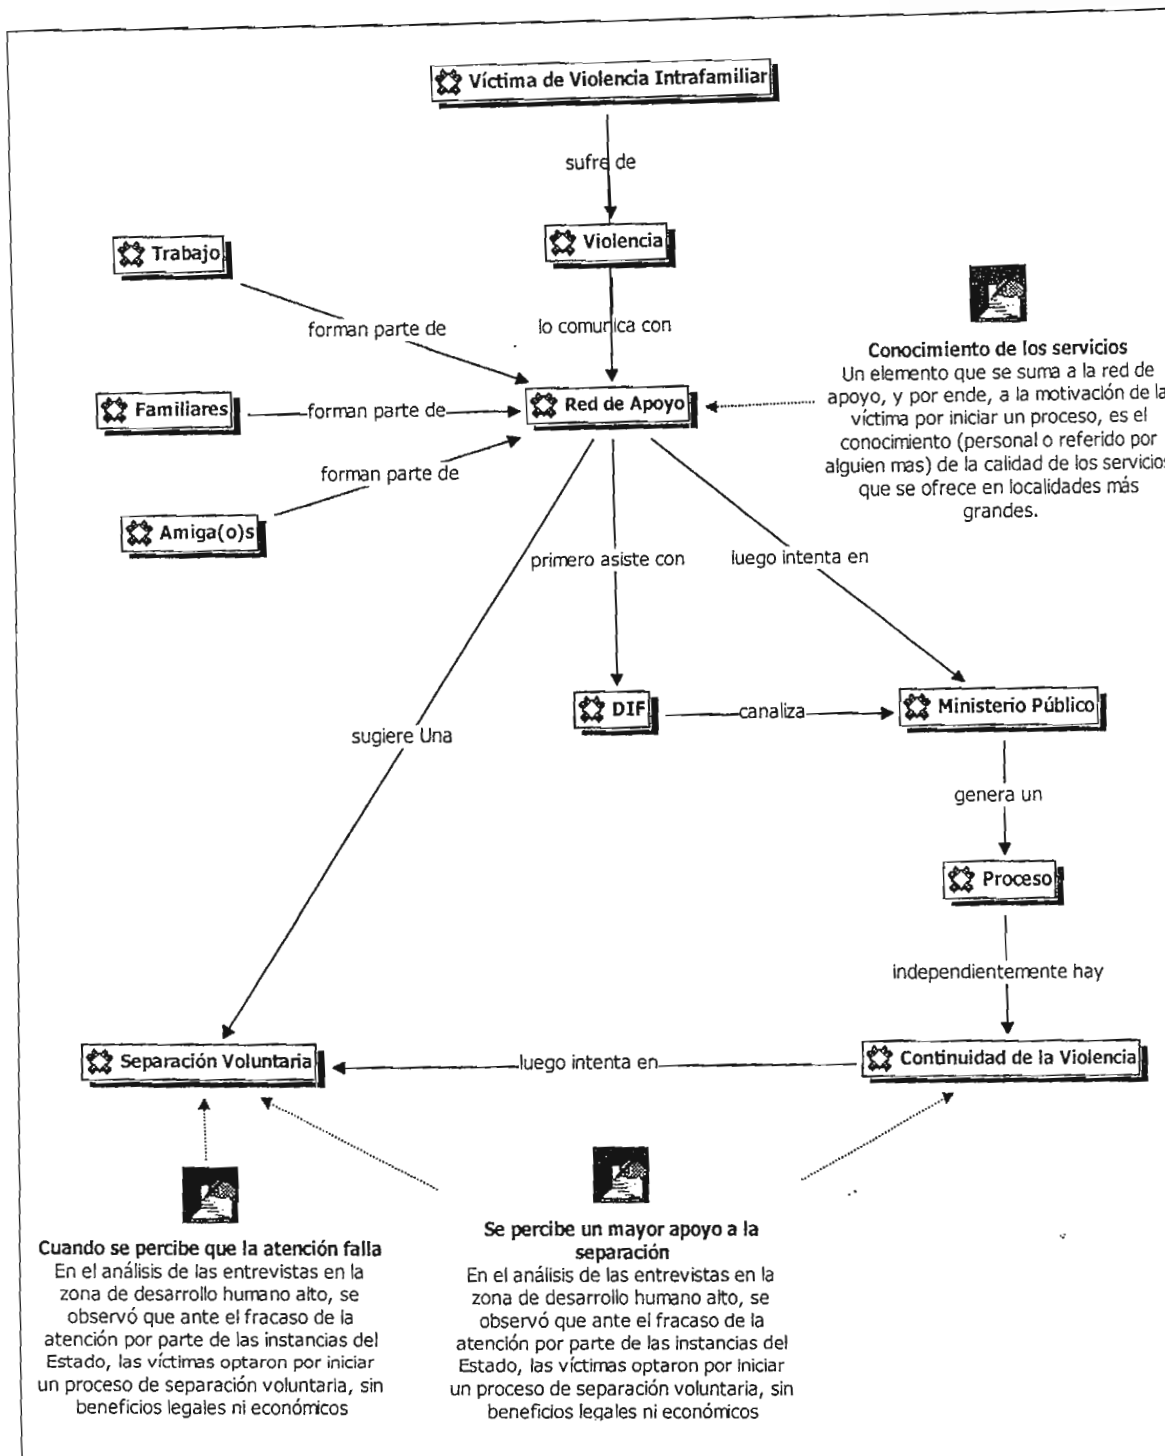 Víctima de Violencia Intrafamiliar
sufre de
Violencia
Trabajo
forman parte de
lo comunica con
Conocimiento de los servicios
Un elemento que se suma a la red de
apoyo, y por ende, a la motivación de la
víctima por iniciar un proceso, es el
conocimiento (personal o referido por
alguien mas) de la calidad de los servicios
que se ofrece en localidades más
grandes.
Familiares
forman parte de
Red de Apoyo
forman parte de
Amiga(o)s
primero asiste con
luego intenta en
DIF
canaliza
Ministerio Público
sugiere Una
genera un
Proceso
independientemente hay
Separación Voluntaria
luego intenta en
Continuidad de la Violencia
Cuando se percibe que la atención falla
En el análisis de las entrevistas en la
zona de desarrollo humano alto, se
observó que ante el fracaso de la
atención por parte de las instancias del
Estado, las víctimas optaron por iniciar
un proceso de separación voluntaria, sin
beneficios legales ni económicos
Se percibe un mayor apoyo a la
separación
En el análisis de las entrevistas en la
zona de desarrollo humano alto, se
observó que ante el fracaso de la
atención por parte de las instancias del
Estado, las víctimas optaron por iniciar
un proceso de separación voluntaria, sin
beneficios legales ni económicos